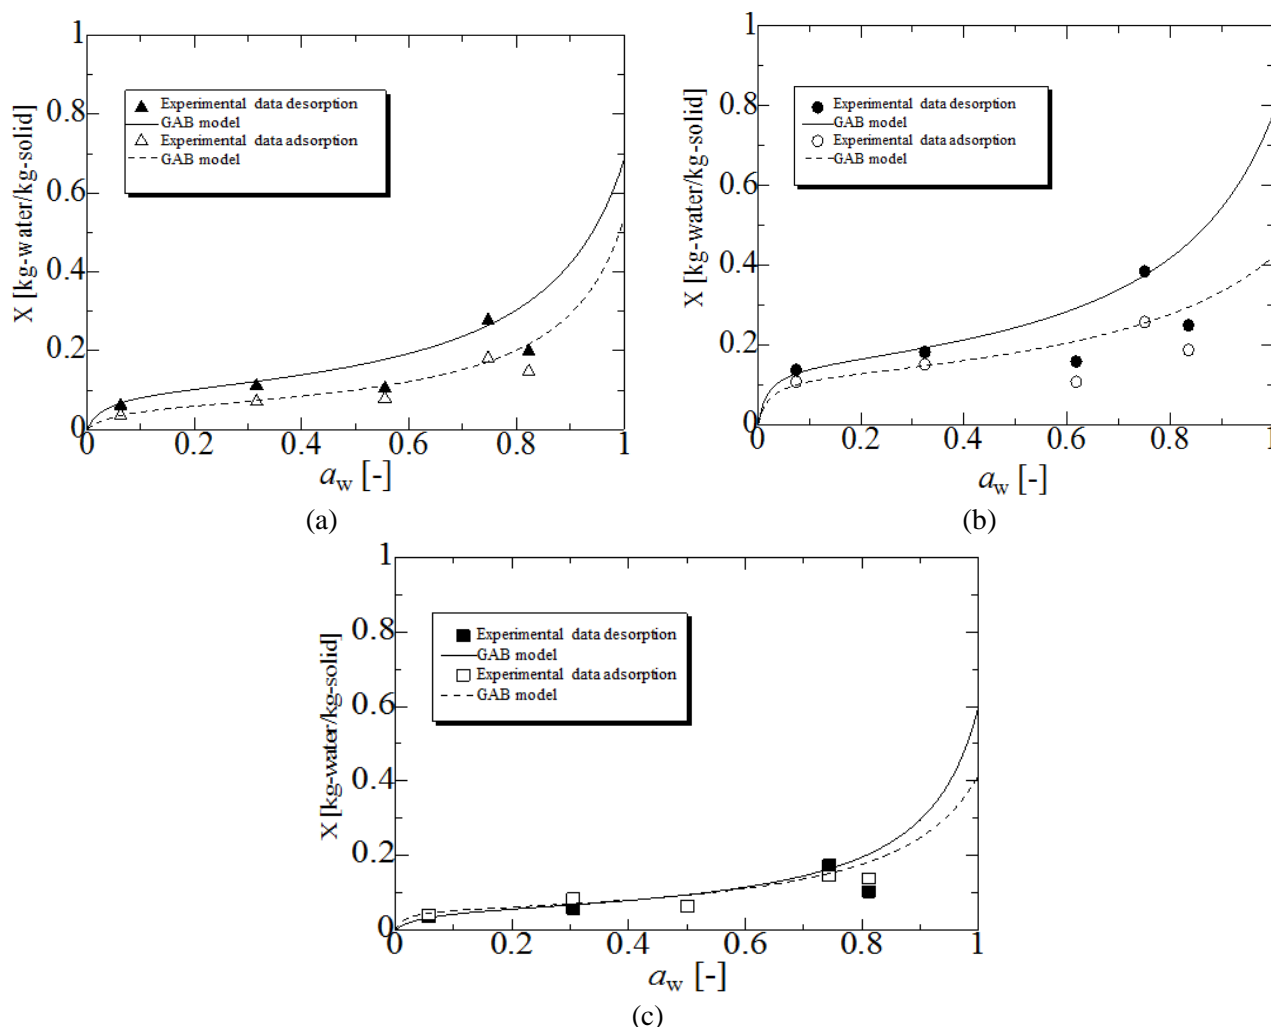 1
0.8
0.6
0.4
0.2
0
X [kg-water/kg-solid]
Experimental data desorption
GAB model
Experimental data adsorption
GAB model
0 0.2 0.4 0.6 0.8 1
aw [-]
(a)
1
0.8
0.6
0.4
0.2
0
X [kg-water/kg-solid]
Experimental data desorption
GAB model
Experimental data adsorption
GAB model
0 0.2 0.4 0.6 0.8 1
aw [-]
(b)
1
0.8
0.6
0.4
0.2
0
X [kg-water/kg-solid]
Experimental data desorption
GAB model
Experimental data adsorption
GAB model
0 0.2 0.4 0.6 0.8 1
aw [-]
(c)